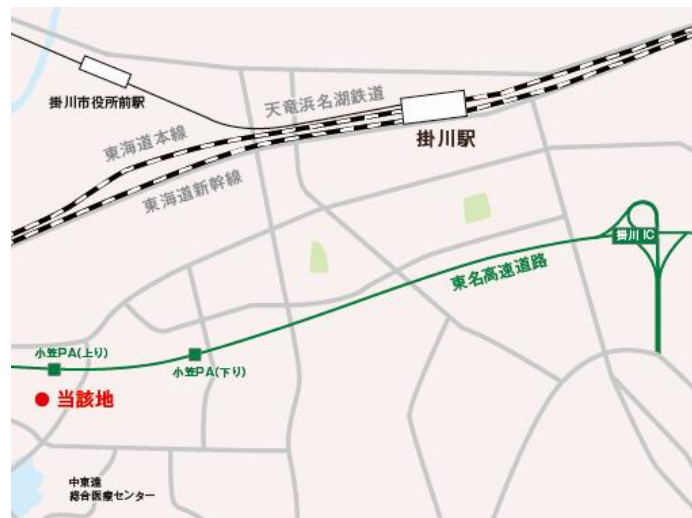 掛川市役所前駅
天竜浜名湖鉄道
東海道本線
掛川駅
東海道新幹線
掛川 IC
東名高速道路
小笠PA(上り)
小笠PA(下り)
当該地
中東遠
総合医療センター